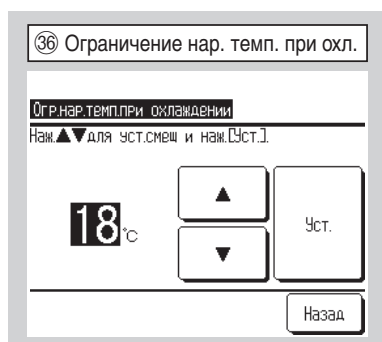 ㊱ Ограничение нар. темп. при охл.
Огр.нар.темп.при охлаждении
Наж.▲▼для уст.смещ и наж.[Уст.].
▲
18°C
Уст.
▼
Назад